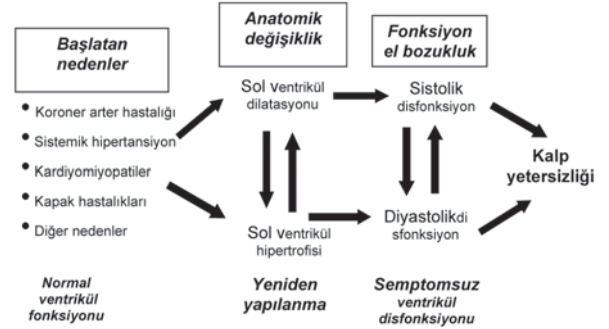 Başlatan
nedenler
• Koroner arter hastalığı
• Sistemik hipertansiyon
• Kardiyomiyopatiler
• Kapak hastalıkları
• Diğer nedenler
Normal
ventrikül
fonksiyonu
Anatomik
değişiklik
Sol ventrikül
dilatasyonu
Sol ventrikül
hipertrofisi
Yeniden
yapılanma
Fonksiyon
el bozukluk
Sistolik
disfonksiyon
Diyastolikdi
sfonksiyon
Semptomsuz
ventrikül
disfonksiyonu
Kalp
yetersizliği